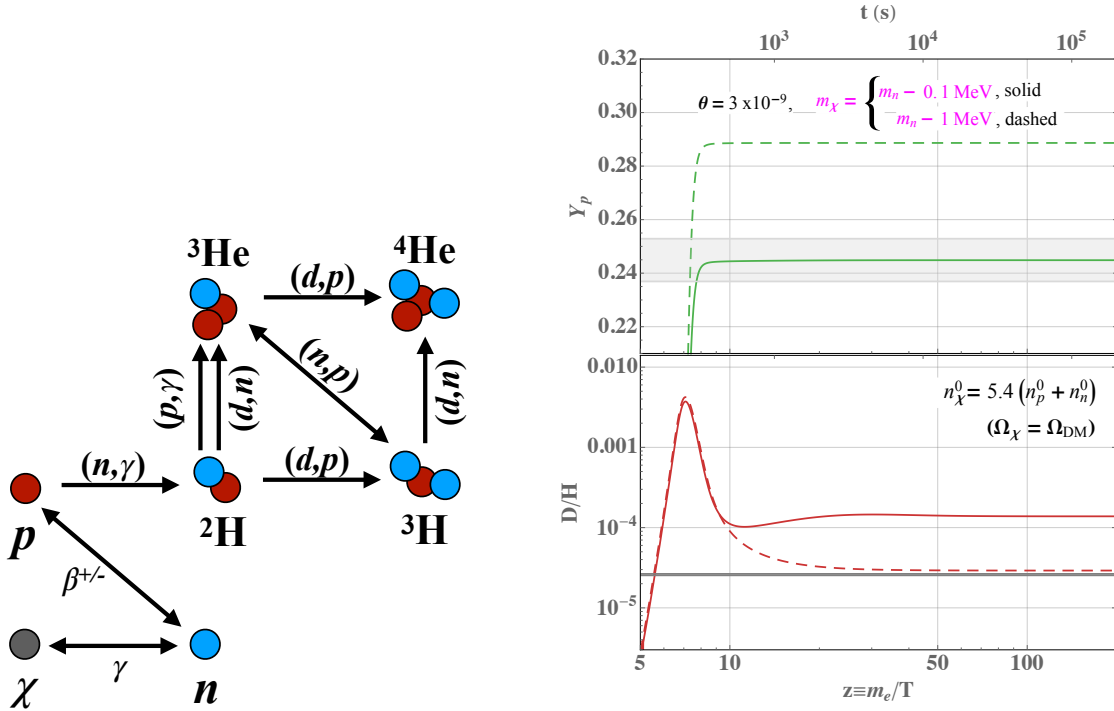 ³He
⁴He
(d,p)
(n,p)
(p,γ)
(d,n)
(d,n)
(n,γ)
(d,p)
p
²H
³H
β+/-
γ
χ
n
t (s)
10³
10⁴
10⁵
0.32
0.30
0.28
0.26
0.24
0.22
Y_p
θ = 3 x10⁻⁹, m_χ = { m_n − 0.1 MeV, solid
m_n − 1 MeV, dashed
0.010
0.001
10⁻⁴
10⁻⁵
D/H
n_χ⁰ = 5.4 (n_p⁰ + n_n⁰)
(Ω_χ = Ω_DM)
5
10
50
100
z≡m_e/T